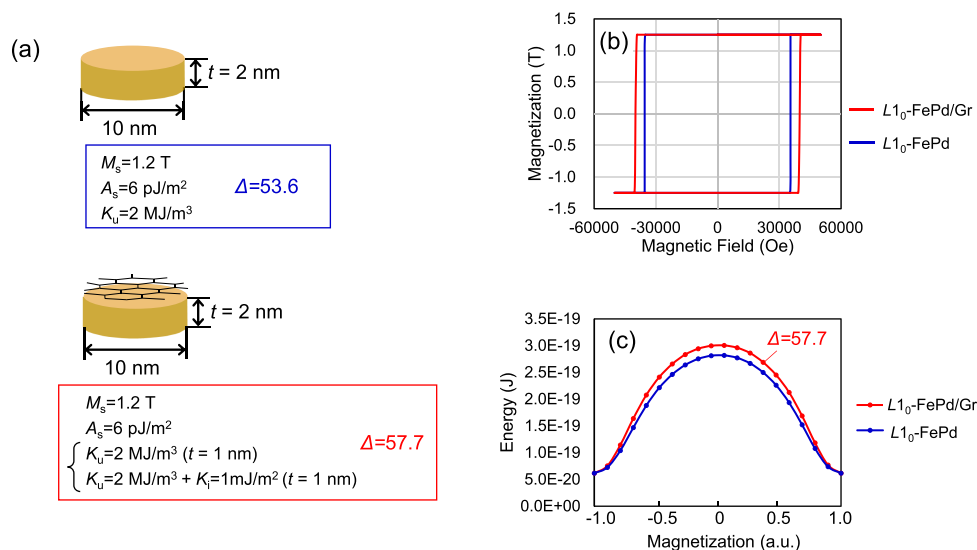 (a)
t = 2 nm
10 nm
Mₛ=1.2 T
Aₛ=6 pJ/m²
Kᵤ=2 MJ/m³
Δ=53.6
t = 2 nm
10 nm
Mₛ=1.2 T
Aₛ=6 pJ/m²
Kᵤ=2 MJ/m³ (t = 1 nm)
Kᵤ=2 MJ/m³ + Kᵢ=1mJ/m² (t = 1 nm)
Δ=57.7
(b)
Magnetization (T)
1.5
1.0
0.5
0.0
-0.5
-1.0
-1.5
-60000 -30000 0 30000 60000
Magnetic Field (Oe)
L1₀-FePd/Gr
L1₀-FePd
(c)
Δ=57.7
Energy (J)
3.5E-19
3.0E-19
2.5E-19
2.0E-19
1.5E-19
1.0E-19
5.0E-20
0.0E+00
-1.0 -0.5 0 0.5 1.0
Magnetization (a.u.)
L1₀-FePd/Gr
L1₀-FePd